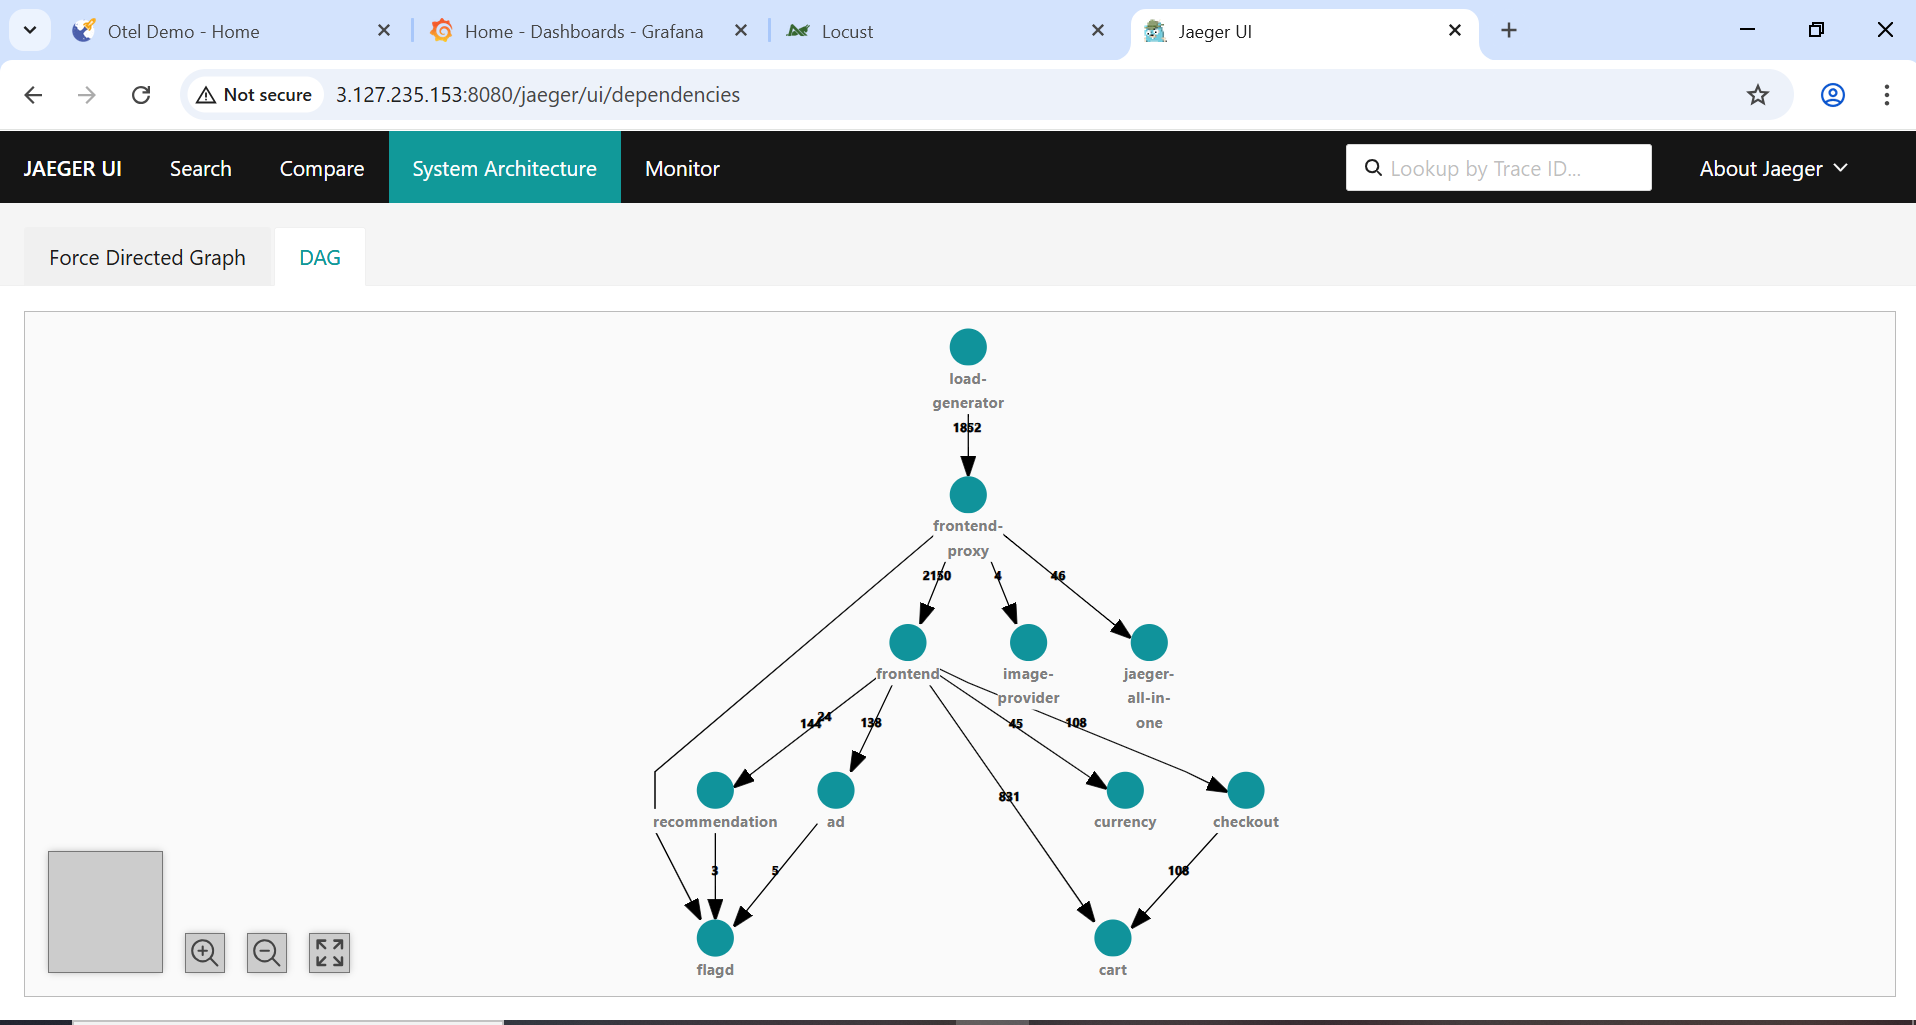 Otel Demo - Home
Home - Dashboards - Grafana
Locust
Jaeger UI
Not secure
3.127.235.153:8080/jaeger/ui/dependencies
JAEGER UI
Search
Compare
System Architecture
Monitor
Lookup by Trace ID...
About Jaeger
Force Directed Graph
DAG
load-
generator
1852
frontend-
proxy
2150
4
46
frontend
image-
provider
jaeger-
all-in-
one
144
24
138
45
108
831
recommendation
ad
currency
checkout
3
5
108
flagd
cart